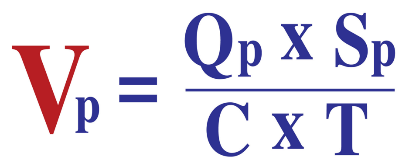 Vp = Qp x Sp
C x T